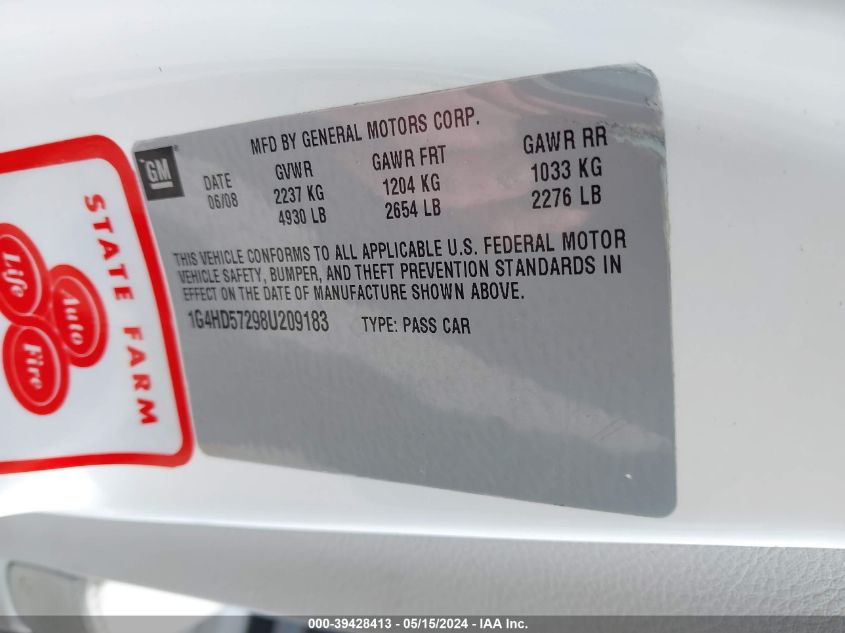 MFD BY GENERAL MOTORS CORP.
GM
DATE GVWR GAWR FRT GAWR RR
06/08 2237 KG 1204 KG 1033 KG
4930 LB 2654 LB 2276 LB
THIS VEHICLE CONFORMS TO ALL APPLICABLE U.S. FEDERAL MOTOR
VEHICLE SAFETY, BUMPER, AND THEFT PREVENTION STANDARDS IN
EFFECT ON THE DATE OF MANUFACTURE SHOWN ABOVE.
1G4HD57298U209183 TYPE: PASS CAR
STATE FARM
Life
Auto
Fire
000-39428413 - 05/15/2024 - IAA Inc.